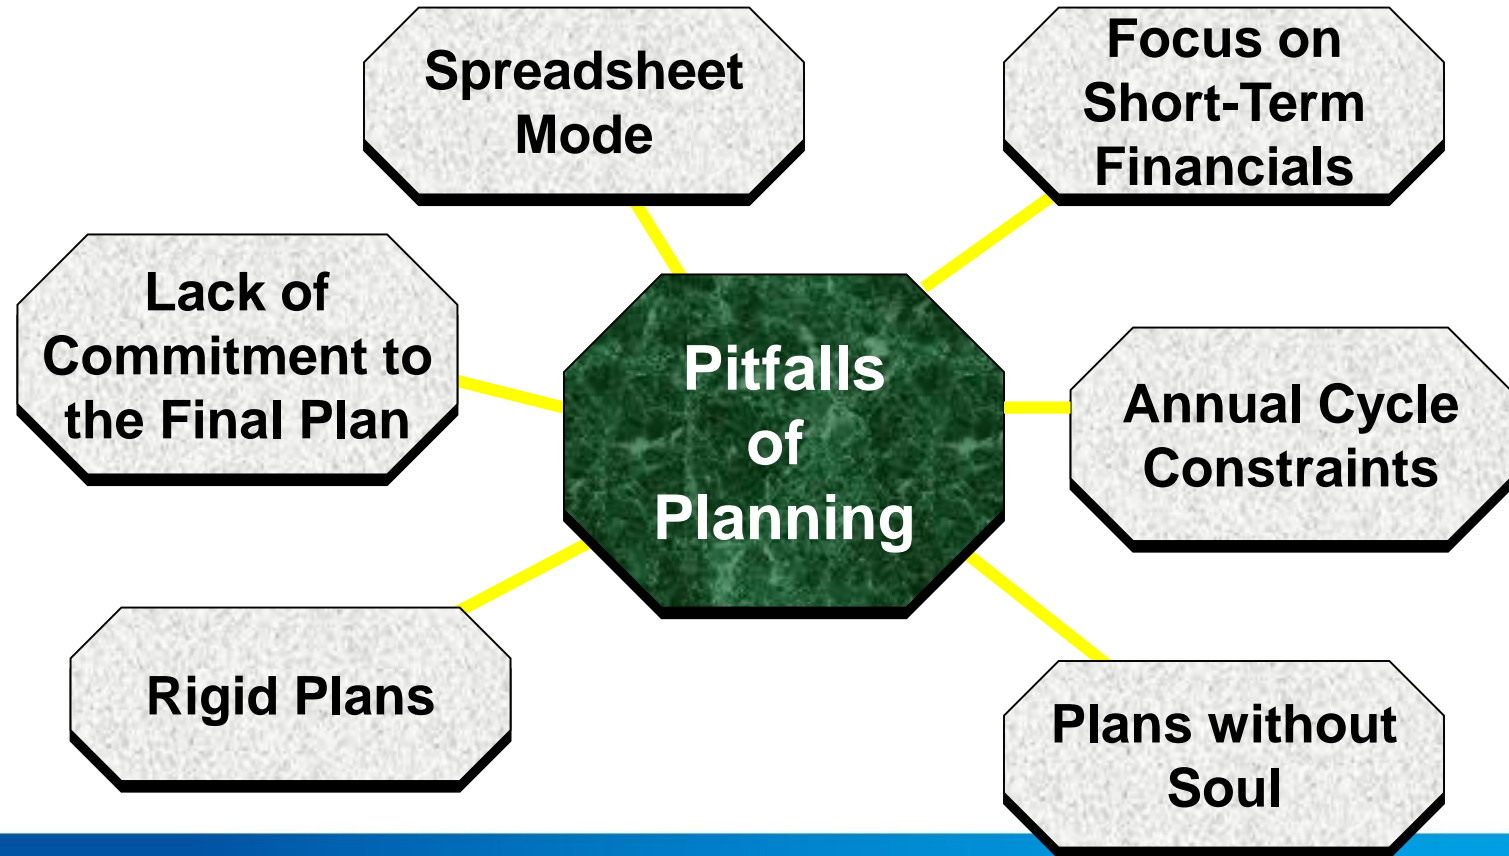 Spreadsheet
Mode
Focus on
Short-Term
Financials
Lack of
Commitment to
the Final Plan
Pitfalls
of
Planning
Annual Cycle
Constraints
Rigid Plans
Plans without
Soul